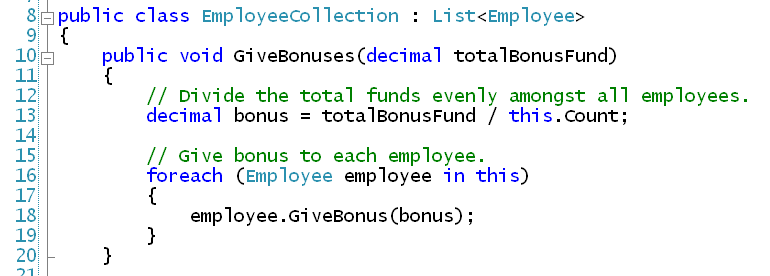 8 public class EmployeeCollection : List<Employee>
9 {
10 public void GiveBonuses(decimal totalBonusFund)
11 {
12 // Divide the total funds evenly amongst all employees.
13 decimal bonus = totalBonusFund / this.Count;
14
15 // Give bonus to each employee.
16 foreach (Employee employee in this)
17 {
18 employee.GiveBonus(bonus);
19 }
20 }
21